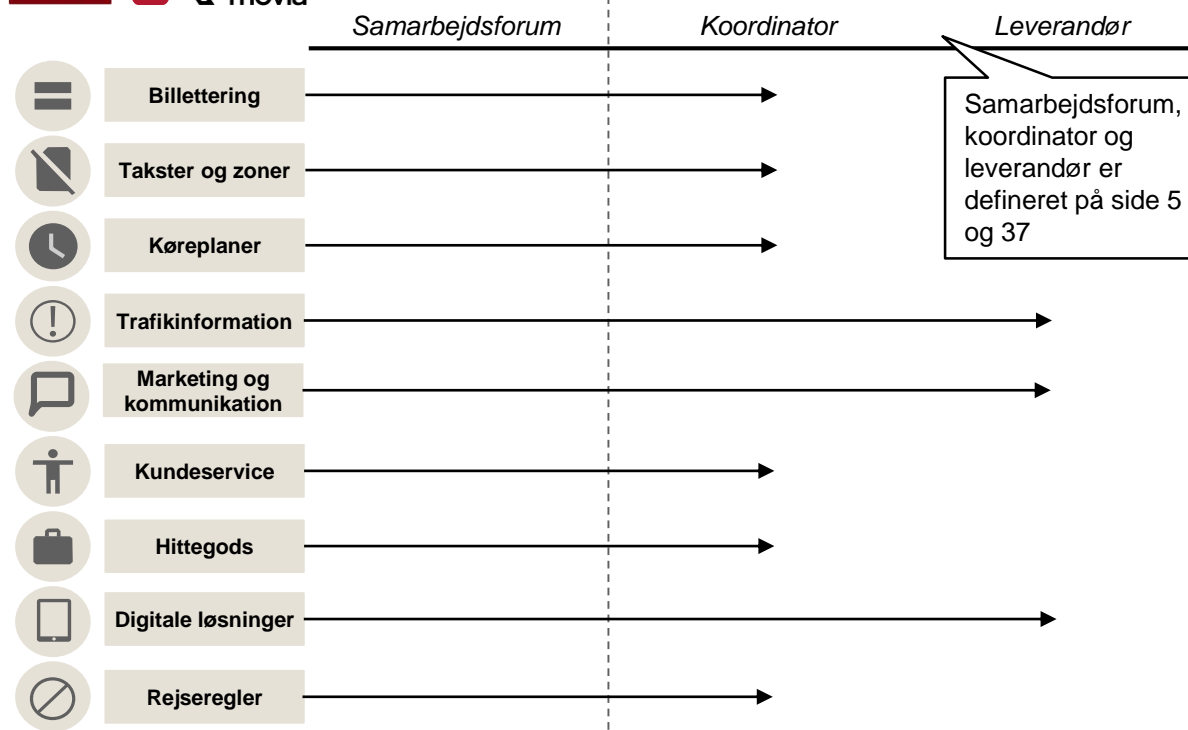 movia
Samarbejdsforum
Koordinator
Leverandør
Billettering
Samarbejdsforum,
koordinator og
leverandør er
defineret på side 5
og 37
Takster og zoner
Køreplaner
Trafikinformation
Marketing og
kommunikation
Kundeservice
Hittegods
Digitale løsninger
Rejseregler